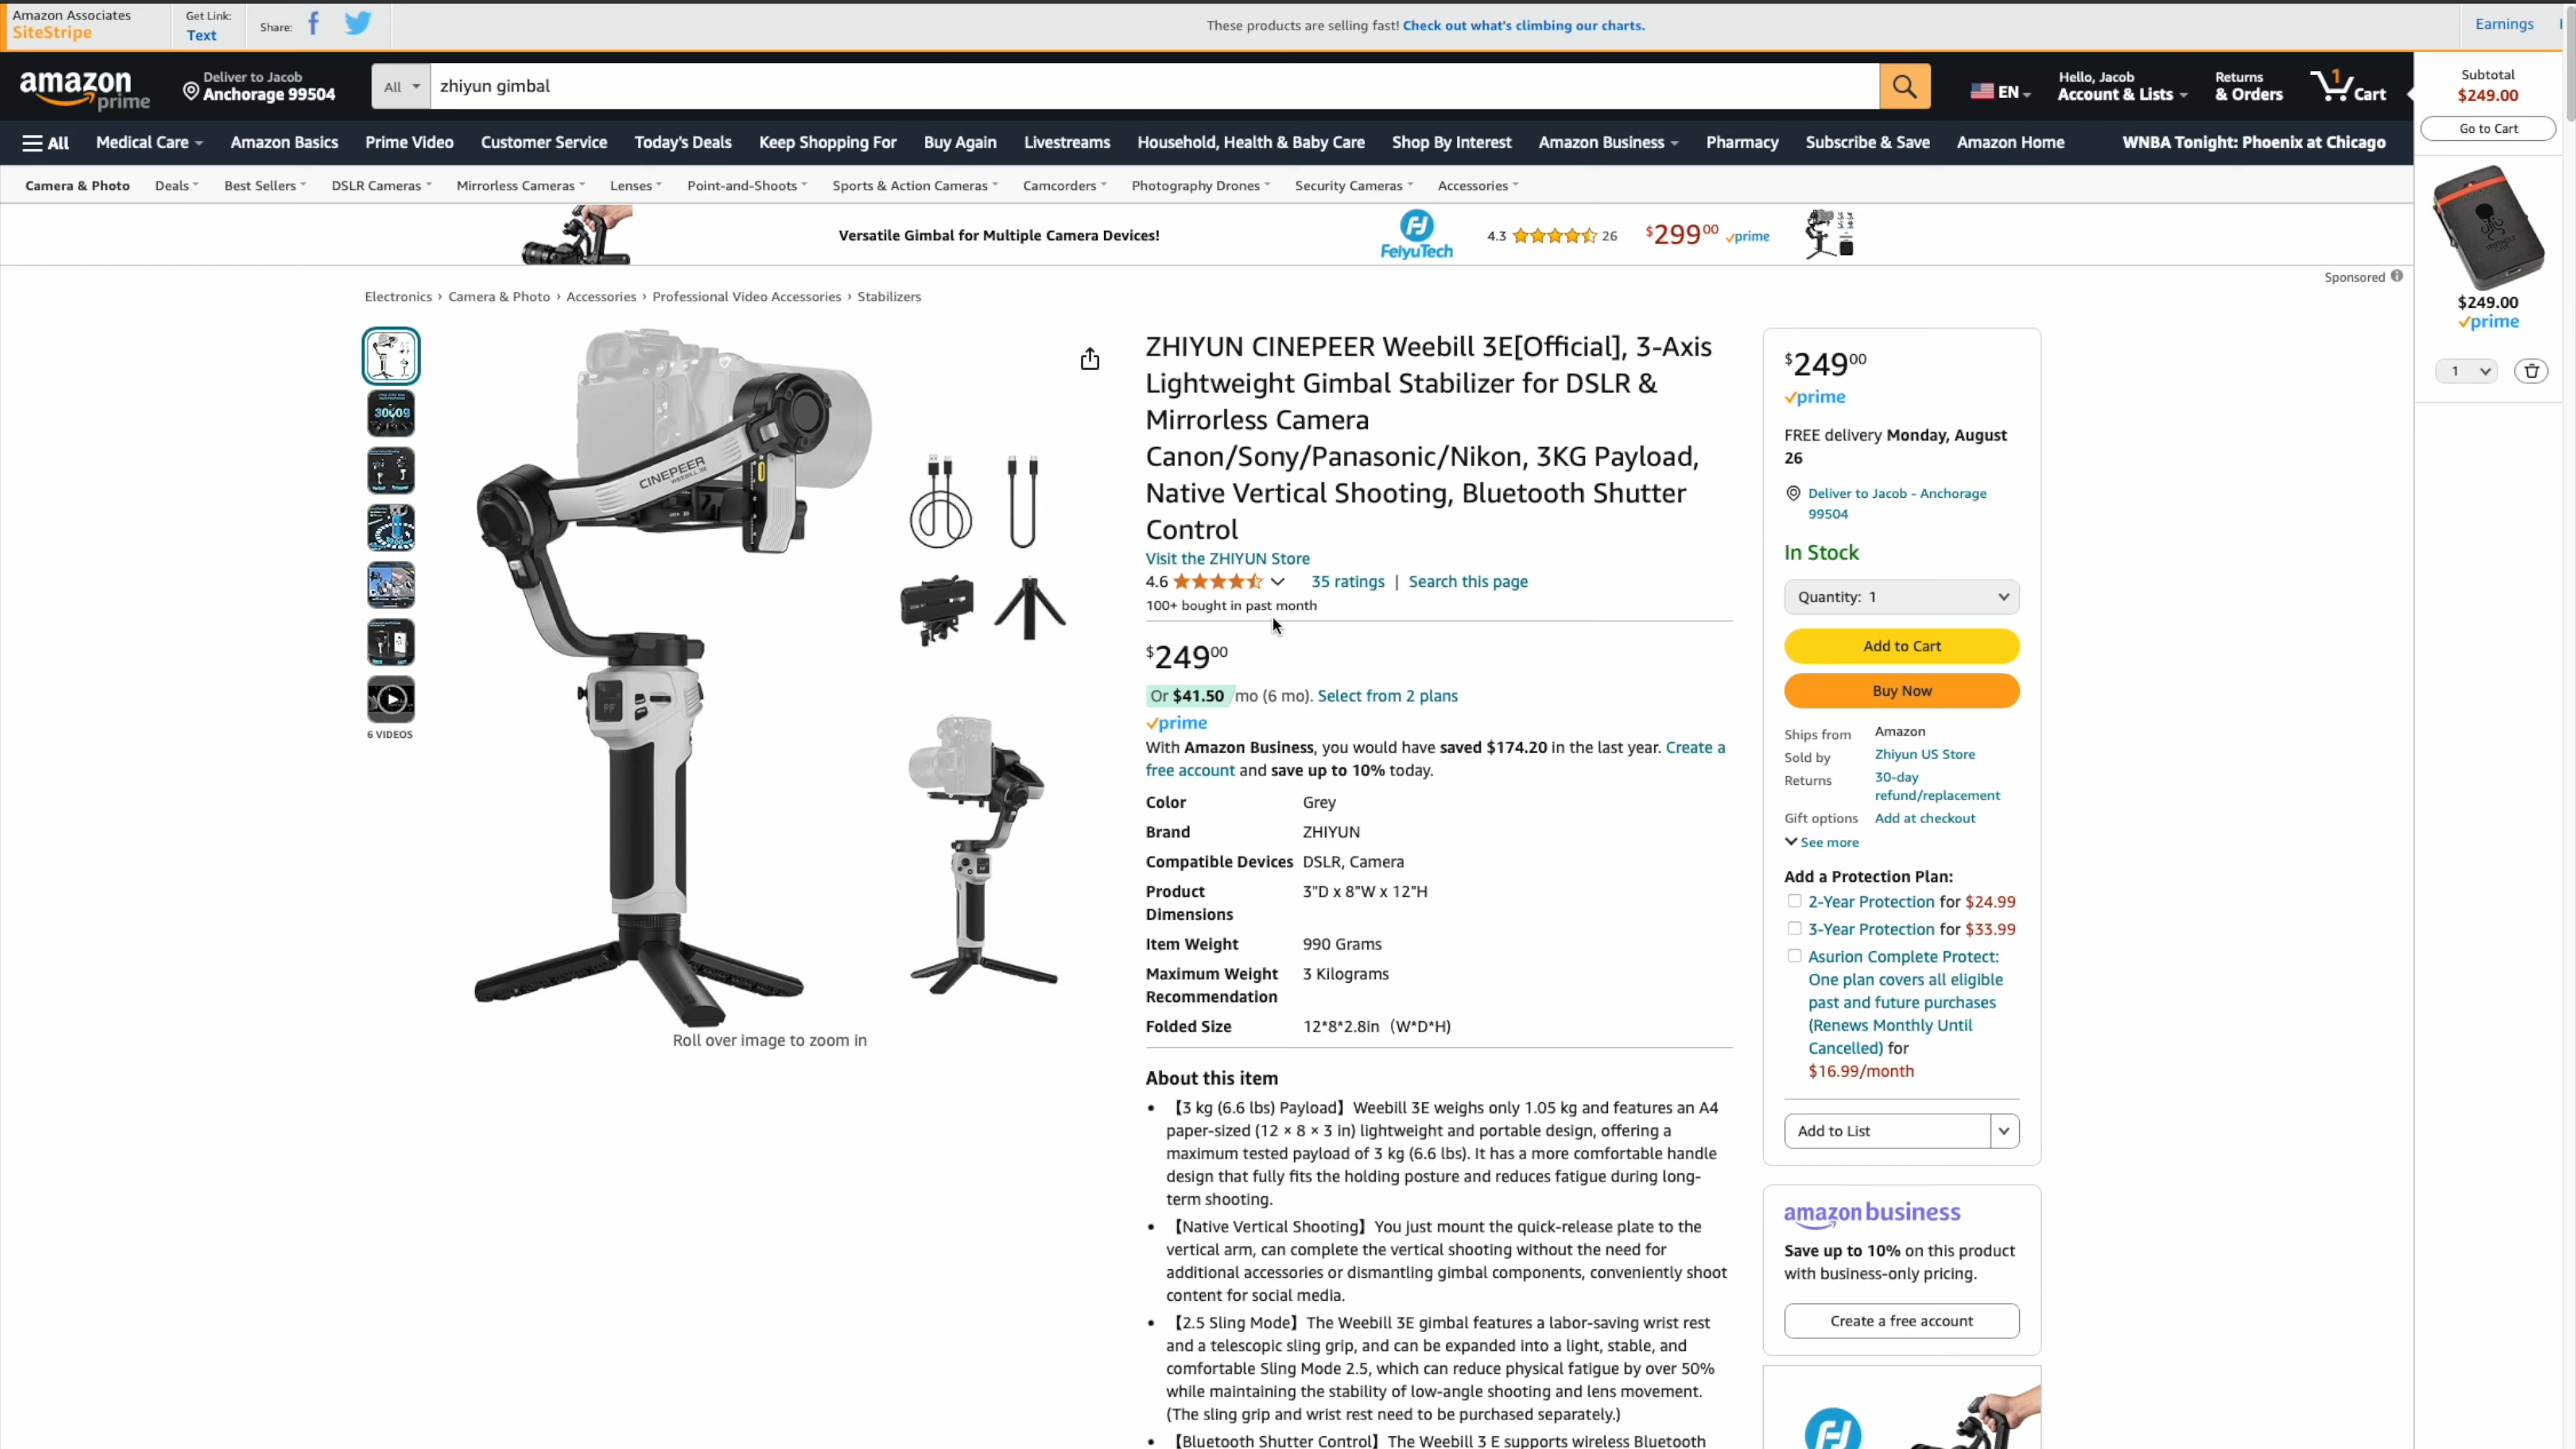 Amazon Associates
SiteStripe
Get Link:
Text
Share:
These products are selling fast! Check out what's climbing our charts.
Earnings
amazon
prime
Deliver to Jacob
Anchorage 99504
All
zhiyun gimbal
EN
Hello, Jacob
Account & Lists
Returns
& Orders
1
Cart
Subtotal
$249.00
Go to Cart
All
Medical Care
Amazon Basics
Prime Video
Customer Service
Today's Deals
Keep Shopping For
Buy Again
Livestreams
Household, Health & Baby Care
Shop By Interest
Amazon Business
Pharmacy
Subscribe & Save
Amazon Home
WNBA Tonight: Phoenix at Chicago
Camera & Photo
Deals
Best Sellers
DSLR Cameras
Mirrorless Cameras
Lenses
Point-and-Shoots
Sports & Action Cameras
Camcorders
Photography Drones
Security Cameras
Accessories
Versatile Gimbal for Multiple Camera Devices!
FeiyuTech
4.3
26
$299.00
prime
Sponsored
$249.00
prime
1
Electronics › Camera & Photo › Accessories › Professional Video Accessories › Stabilizers
3000g
6 VIDEOS
CINEPEER
WEEBILL 3E
Roll over image to zoom in
ZHIYUN CINEPEER Weebill 3E[Official], 3-Axis
Lightweight Gimbal Stabilizer for DSLR &
Mirrorless Camera
Canon/Sony/Panasonic/Nikon, 3KG Payload,
Native Vertical Shooting, Bluetooth Shutter
Control
Visit the ZHIYUN Store
4.6
35 ratings | Search this page
100+ bought in past month
$249.00
Or $41.50 /mo (6 mo). Select from 2 plans
prime
With Amazon Business, you would have saved $174.20 in the last year. Create a
free account and save up to 10% today.
Color Grey
Brand ZHIYUN
Compatible Devices DSLR, Camera
Product 3"D x 8"W x 12"H
Dimensions
Item Weight 990 Grams
Maximum Weight 3 Kilograms
Recommendation
Folded Size 12*8*2.8in（W*D*H)
About this item
• 【3 kg (6.6 lbs) Payload】Weebill 3E weighs only 1.05 kg and features an A4
paper-sized (12 × 8 × 3 in) lightweight and portable design, offering a
maximum tested payload of 3 kg (6.6 lbs). It has a more comfortable handle
design that fully fits the holding posture and reduces fatigue during long-
term shooting.
• 【Native Vertical Shooting】You just mount the quick-release plate to the
vertical arm, can complete the vertical shooting without the need for
additional accessories or dismantling gimbal components, conveniently shoot
content for social media.
• 【2.5 Sling Mode】The Weebill 3E gimbal features a labor-saving wrist rest
and a telescopic sling grip, and can be expanded into a light, stable, and
comfortable Sling Mode 2.5, which can reduce physical fatigue by over 50%
while maintaining the stability of low-angle shooting and lens movement.
(The sling grip and wrist rest need to be purchased separately.)
• 【Bluetooth Shutter Control】The Weebill 3 E supports wireless Bluetooth
$249.00
prime
FREE delivery Monday, August
26
Deliver to Jacob - Anchorage
99504
In Stock
Quantity: 1
Add to Cart
Buy Now
Ships from Amazon
Sold by Zhiyun US Store
Returns 30-day
refund/replacement
Gift options Add at checkout
See more
Add a Protection Plan:
2-Year Protection for $24.99
3-Year Protection for $33.99
Asurion Complete Protect:
One plan covers all eligible
past and future purchases
(Renews Monthly Until
Cancelled) for
$16.99/month
Add to List
amazon business
Save up to 10% on this product
with business-only pricing.
Create a free account